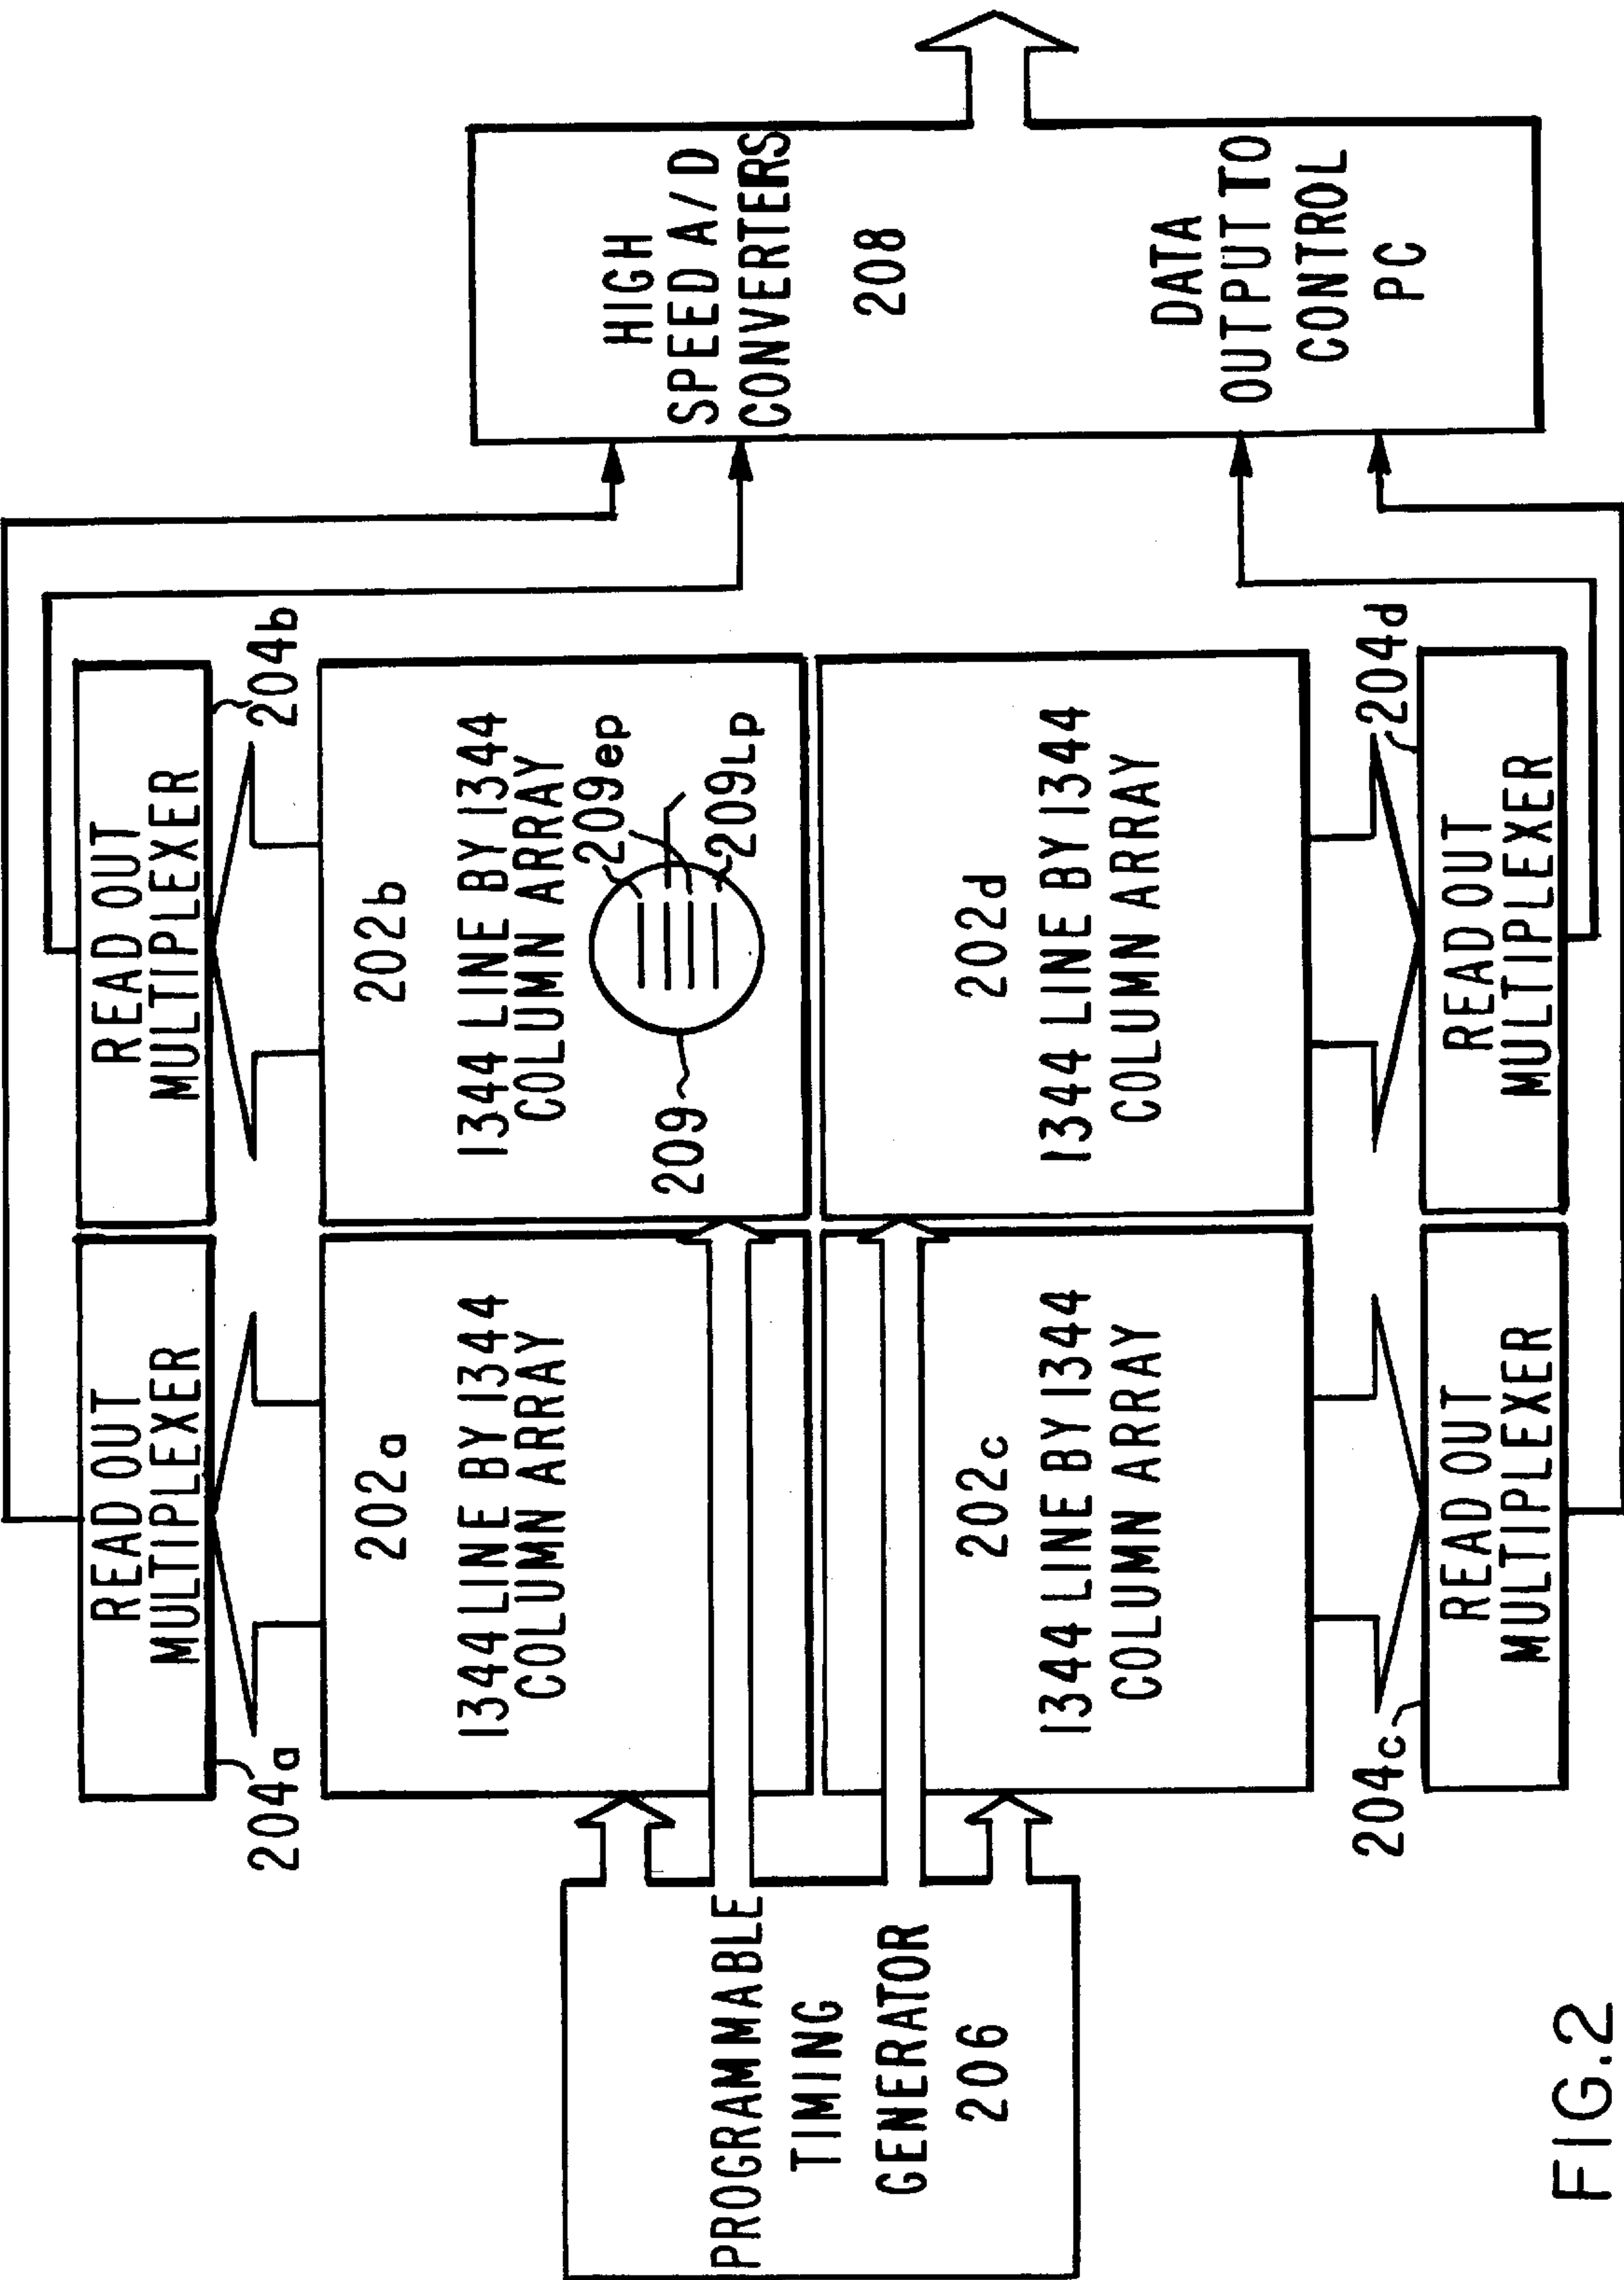 READ OUT
MULTIPLEXER
204a
READ OUT
MULTIPLEXER
204b
202a
1344 LINE BY 1344
COLUMN ARRAY
202b
1344 LINE BY 1344
COLUMN ARRAY
209ep
209Lp
209
PROGRAMMABLE
TIMING
GENERATOR
206
202c
1344 LINE BY 1344
COLUMN ARRAY
202d
1344 LINE BY 1344
COLUMN ARRAY
204c
READ OUT
MULTIPLEXER
204d
READ OUT
MULTIPLEXER
HIGH
SPEED A/D
CONVERTERS
208
DATA
OUTPUT TO
CONTROL
PC
FIG.2